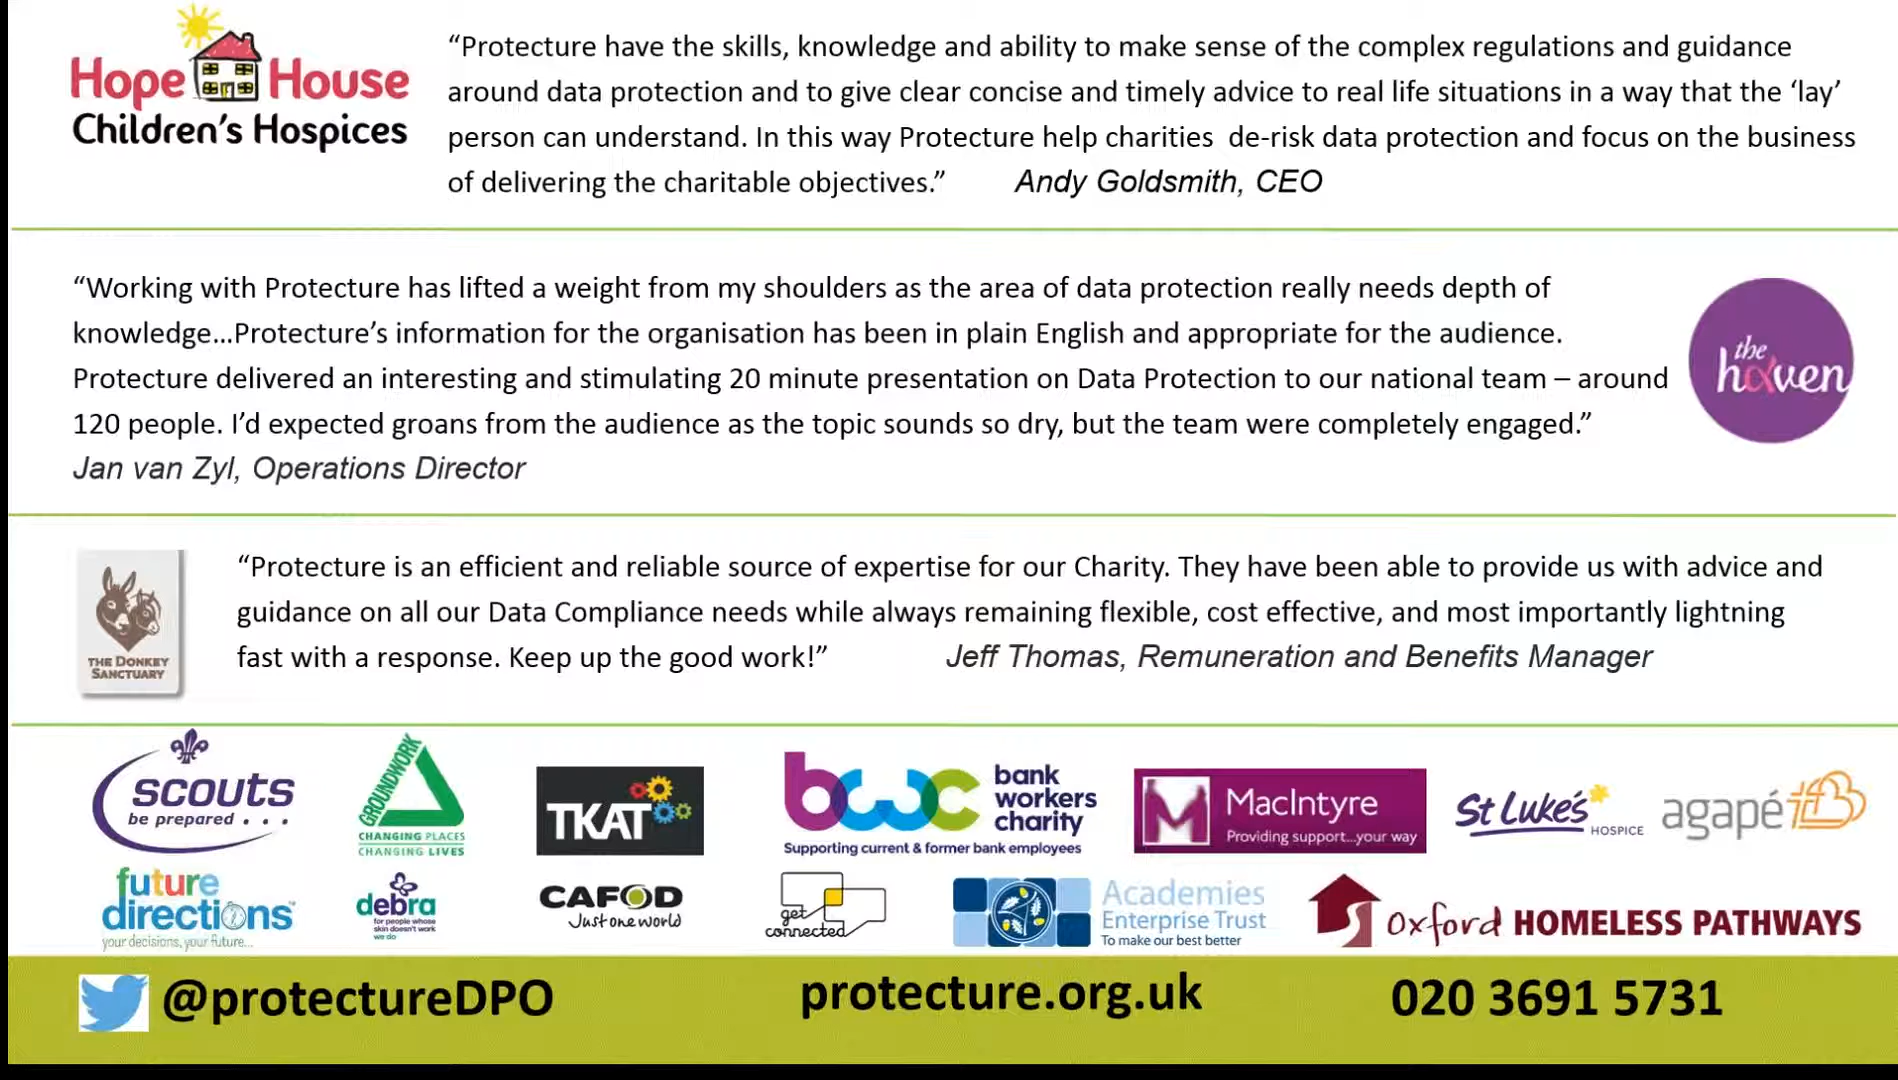 Hope House
Children's Hospices
“Protecture have the skills, knowledge and ability to make sense of the complex regulations and guidance
around data protection and to give clear concise and timely advice to real life situations in a way that the ‘lay’
person can understand. In this way Protecture help charities  de-risk data protection and focus on the business
of delivering the charitable objectives.” Andy Goldsmith, CEO
“Working with Protecture has lifted a weight from my shoulders as the area of data protection really needs depth of
knowledge...Protecture’s information for the organisation has been in plain English and appropriate for the audience.
Protecture delivered an interesting and stimulating 20 minute presentation on Data Protection to our national team – around
120 people. I’d expected groans from the audience as the topic sounds so dry, but the team were completely engaged.”
Jan van Zyl, Operations Director
the
haven
THE DONKEY
SANCTUARY
“Protecture is an efficient and reliable source of expertise for our Charity. They have been able to provide us with advice and
guidance on all our Data Compliance needs while always remaining flexible, cost effective, and most importantly lightning
fast with a response. Keep up the good work!” Jeff Thomas, Remuneration and Benefits Manager
scouts
be prepared . . .
GROUNDWORK
CHANGING PLACES
CHANGING LIVES
TKAT
bwc
bank
workers
charity
Supporting current & former bank employees
M
MacIntyre
Providing support...your way
St Luke's
HOSPICE
agapé
future
directions
your decisions, your future...
debra
for people whose
skin doesn't work
we do
CAFOD
Just one world
get
connected
Academies
Enterprise Trust
To make our best better
Oxford HOMELESS PATHWAYS
@protectureDPO
protecture.org.uk
020 3691 5731